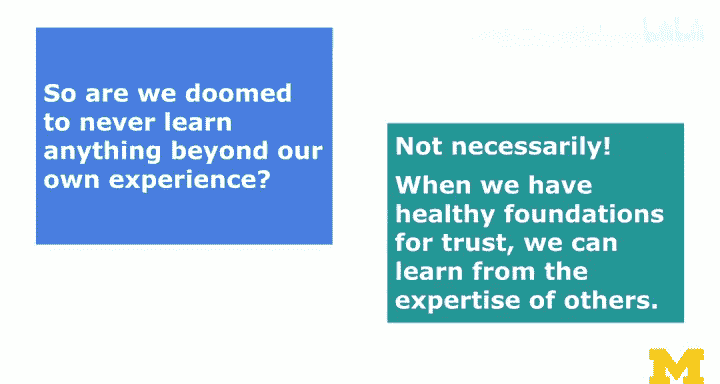 So are we doomed
to never learn
anything beyond our
own experience?
Not necessarily!
When we have
healthy foundations
for trust, we can
learn from the
expertise of others.
M